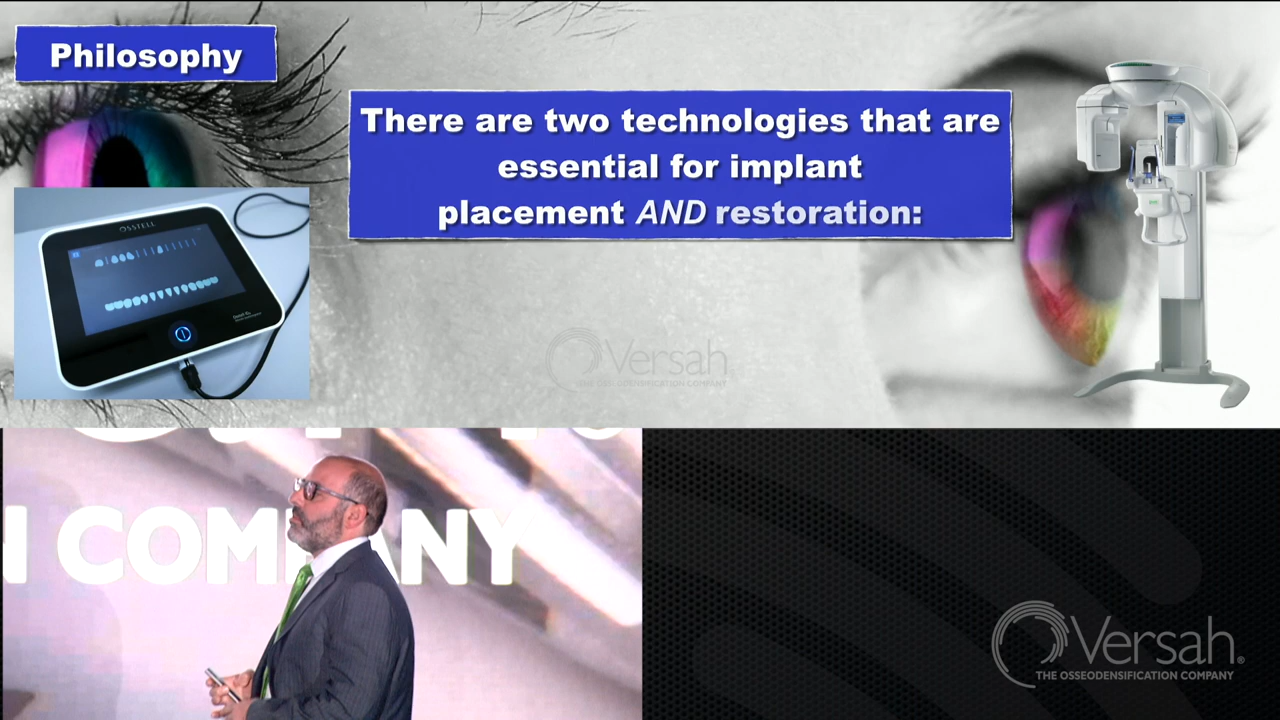 Philosophy
There are two technologies that are
essential for implant
placement AND restoration:
OSSTELL
Versah
THE OSSEODENSIFICATION COMPANY
N COMPANY
Versah®
THE OSSEODENSIFICATION COMPANY